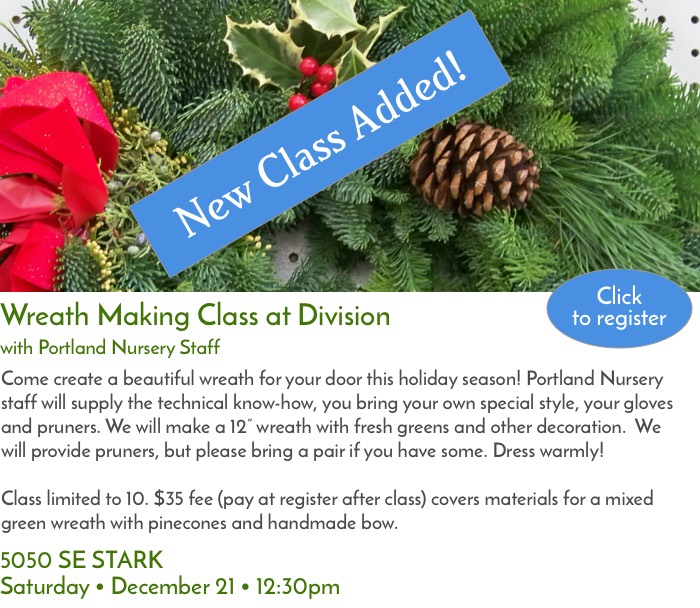 New Class Added!
Click
to register
Wreath Making Class at Division
with Portland Nursery Staff
Come create a beautiful wreath for your door this holiday season! Portland Nursery
staff will supply the technical know-how, you bring your own special style, your gloves
and pruners. We will make a 12" wreath with fresh greens and other decoration.  We
will provide pruners, but please bring a pair if you have some. Dress warmly!
Class limited to 10. $35 fee (pay at register after class) covers materials for a mixed
green wreath with pinecones and handmade bow.
5050 SE STARK
Saturday • December 21 • 12:30pm